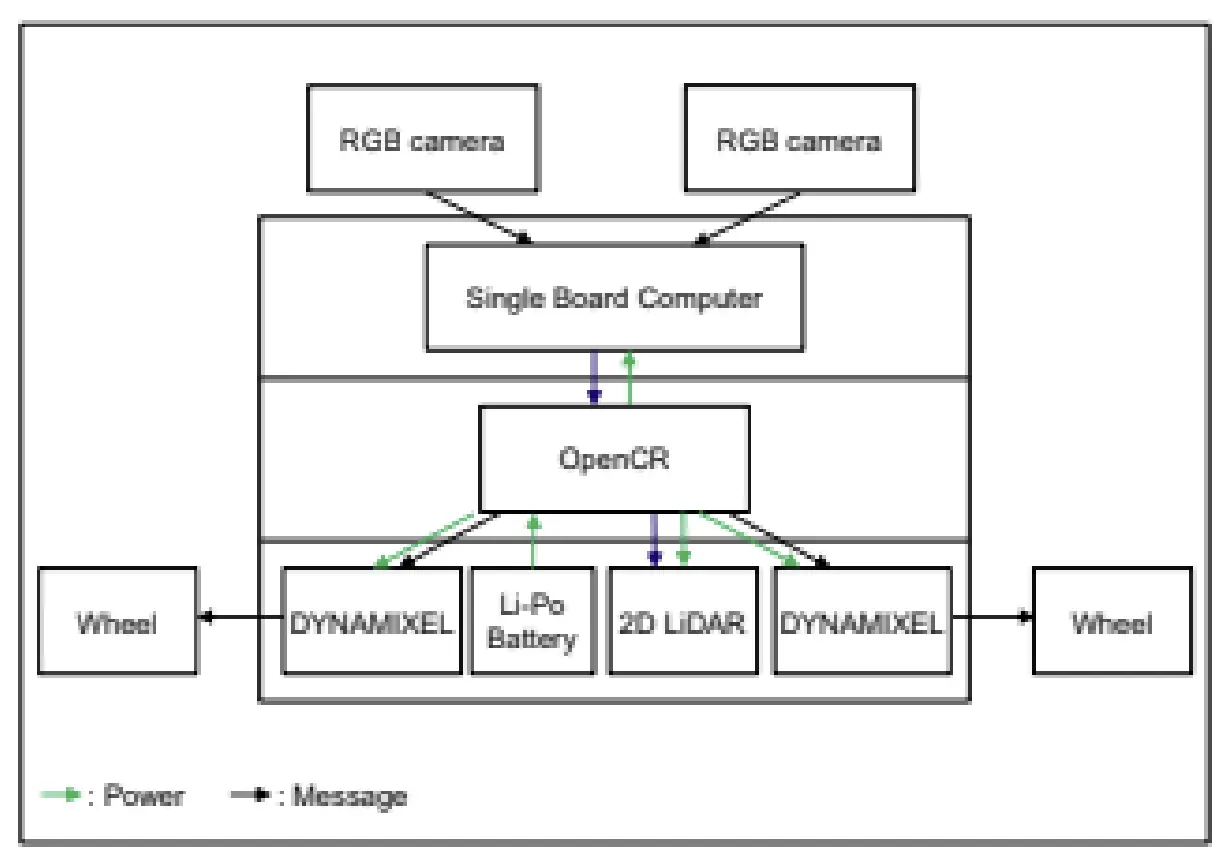 RGB camera
RGB camera
Single Board Computer
OpenCR
Wheel
DYNAMIXEL
Li-Po
Battery
2D LiDAR
DYNAMIXEL
Wheel
: Power
: Message